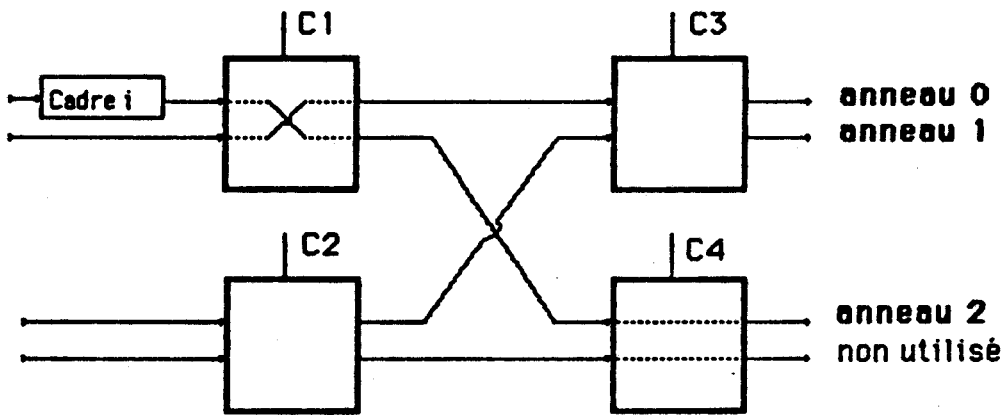 C1
C3
Cadre i
anneau 0
anneau 1
C2
C4
anneau 2
non utilisé